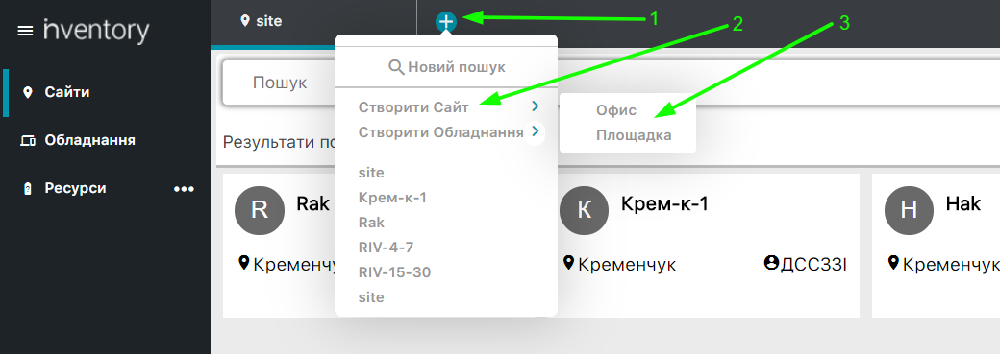 inventory
site
1
2
3
Сайти
Обладнання
Ресурси
Пошук
Результати по
Новий пошук
Створити Сайт
Створити Обладнання
Офис
Площадка
site
Крем-к-1
Rak
RIV-4-7
RIV-15-30
site
R
Rak
Кременчу
К
Крем-к-1
Кременчук
ДССЗЗІ
H
Hak
Кременчук